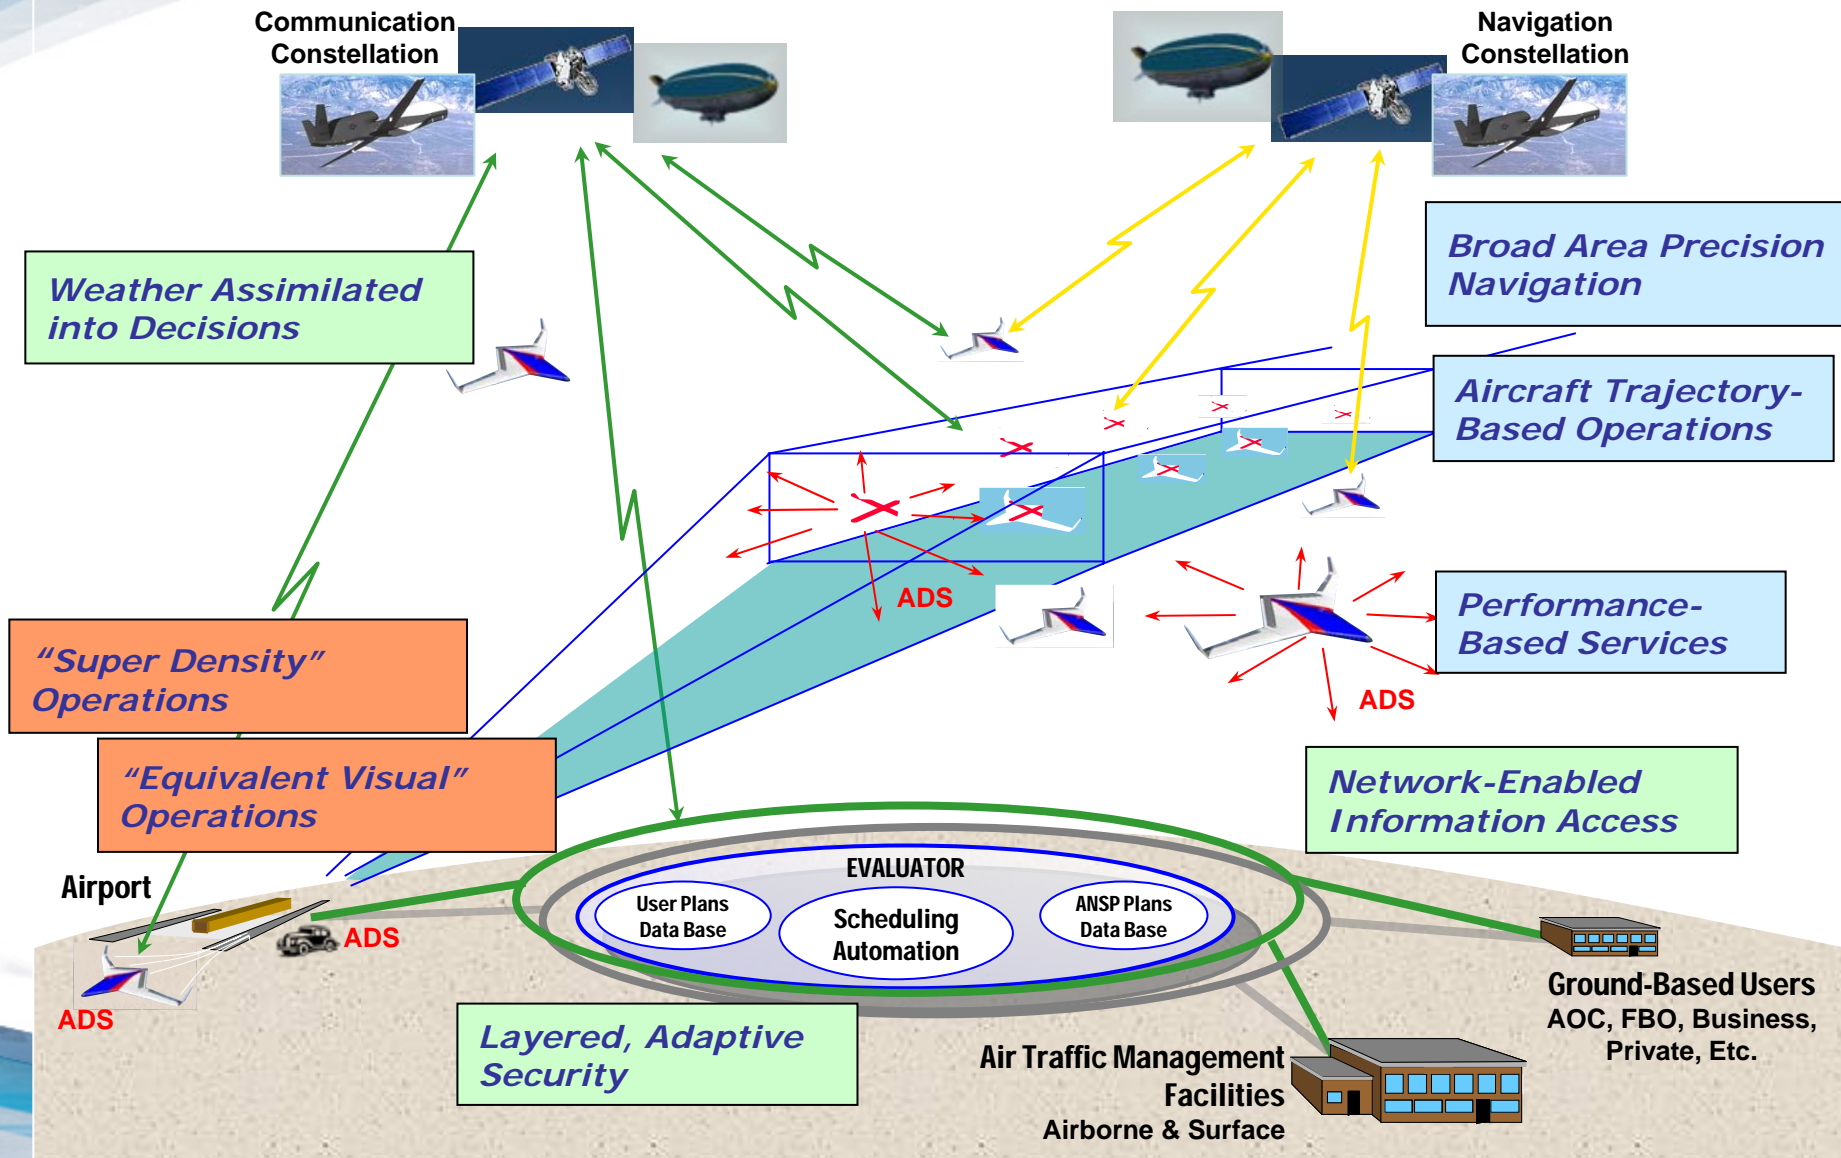 Communication
Constellation
Navigation
Constellation
Weather Assimilated
into Decisions
Broad Area Precision
Navigation
Aircraft Trajectory-
Based Operations
ADS
Performance-
Based Services
ADS
“Super Density”
Operations
“Equivalent Visual”
Operations
Network-Enabled
Information Access
Airport
ADS
ADS
EVALUATOR
User Plans
Data Base
Scheduling
Automation
ANSP Plans
Data Base
Layered, Adaptive
Security
Ground-Based Users
AOC, FBO, Business,
Private, Etc.
Air Traffic Management
Facilities
Airborne & Surface